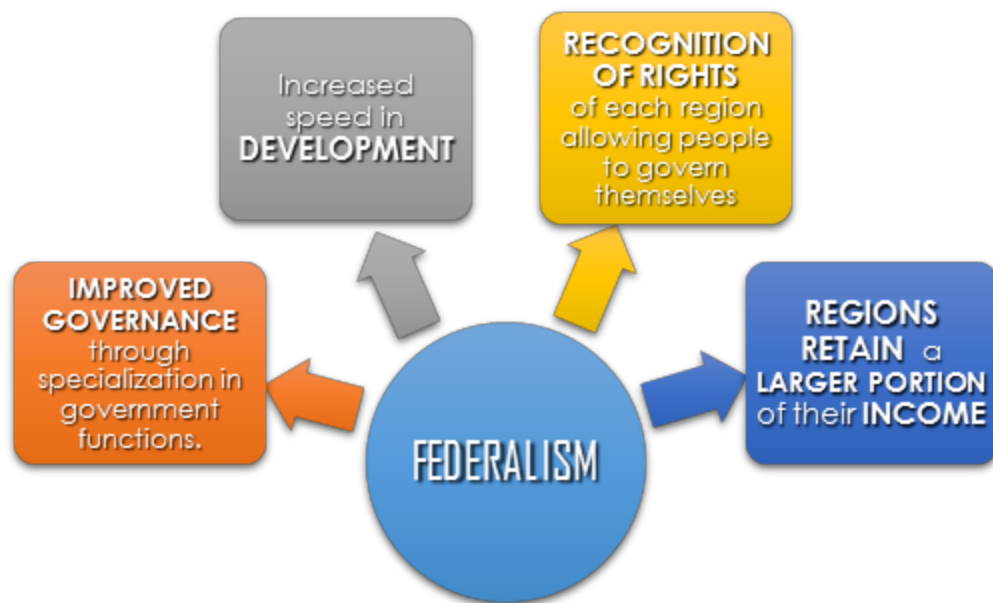 Increased
speed in
DEVELOPMENT
RECOGNITION
OF RIGHTS
of each region
allowing people
to govern
themselves
IMPROVED
GOVERNANCE
through
specialization in
government
functions.
REGIONS
RETAIN a
LARGER PORTION
of their INCOME
FEDERALISM